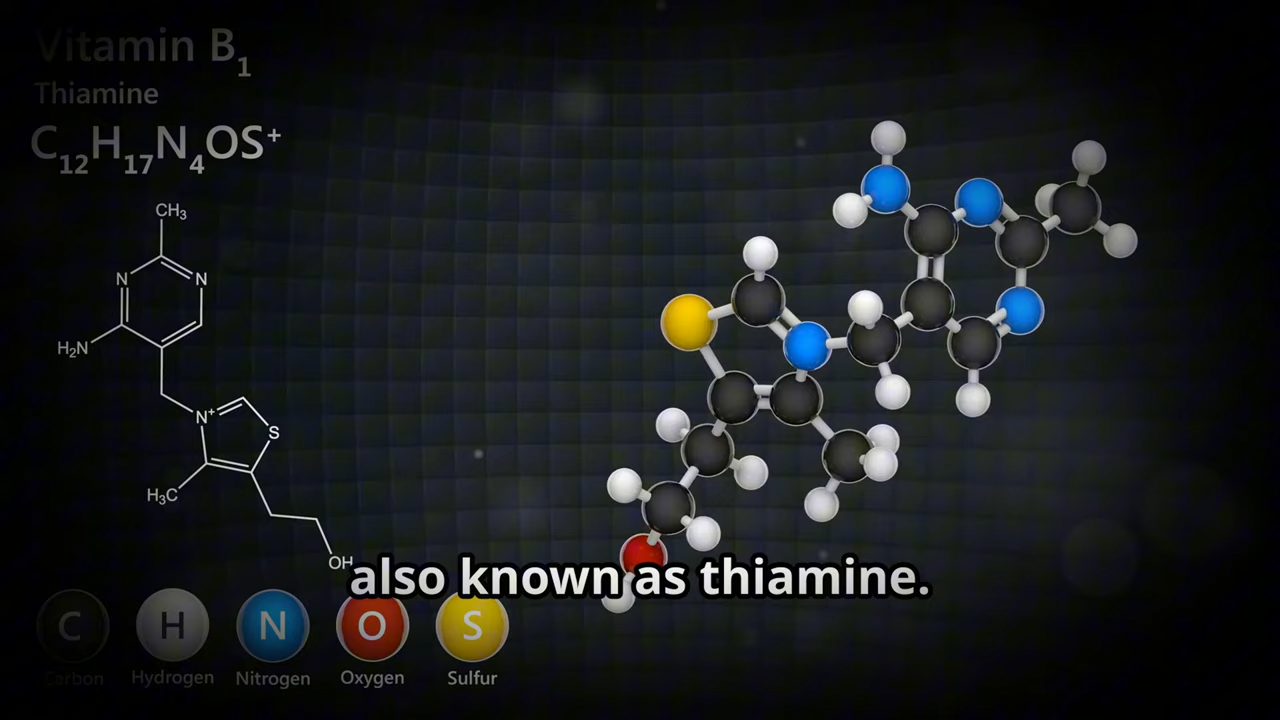 Vitamin B₁
Thiamine
C₁₂H₁₇N₄OS⁺
CH₃
N N
H₂N
N⁺
S
H₃C
OH
also known as thiamine.
C H N O S
Carbon Hydrogen Nitrogen Oxygen Sulfur